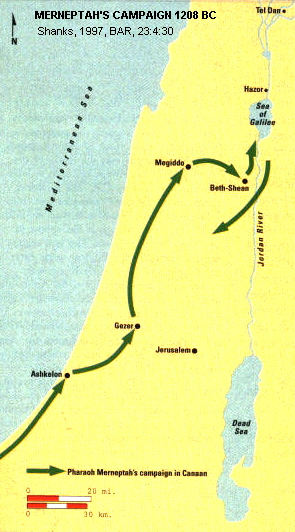 MERNEPTAH'S CAMPAIGN 1208 BC
Shanks, 1997, BAR, 23:4:30
N
Tel Dan
Hazor
Sea
of
Galilee
Mediterranean Sea
Megiddo
Beth-Shean
Jordan River
Gezer
Jerusalem
Ashkelon
Dead
Sea
Pharaoh Merneptah's campaign in Canaan
0 20 mi.
0 30 km.